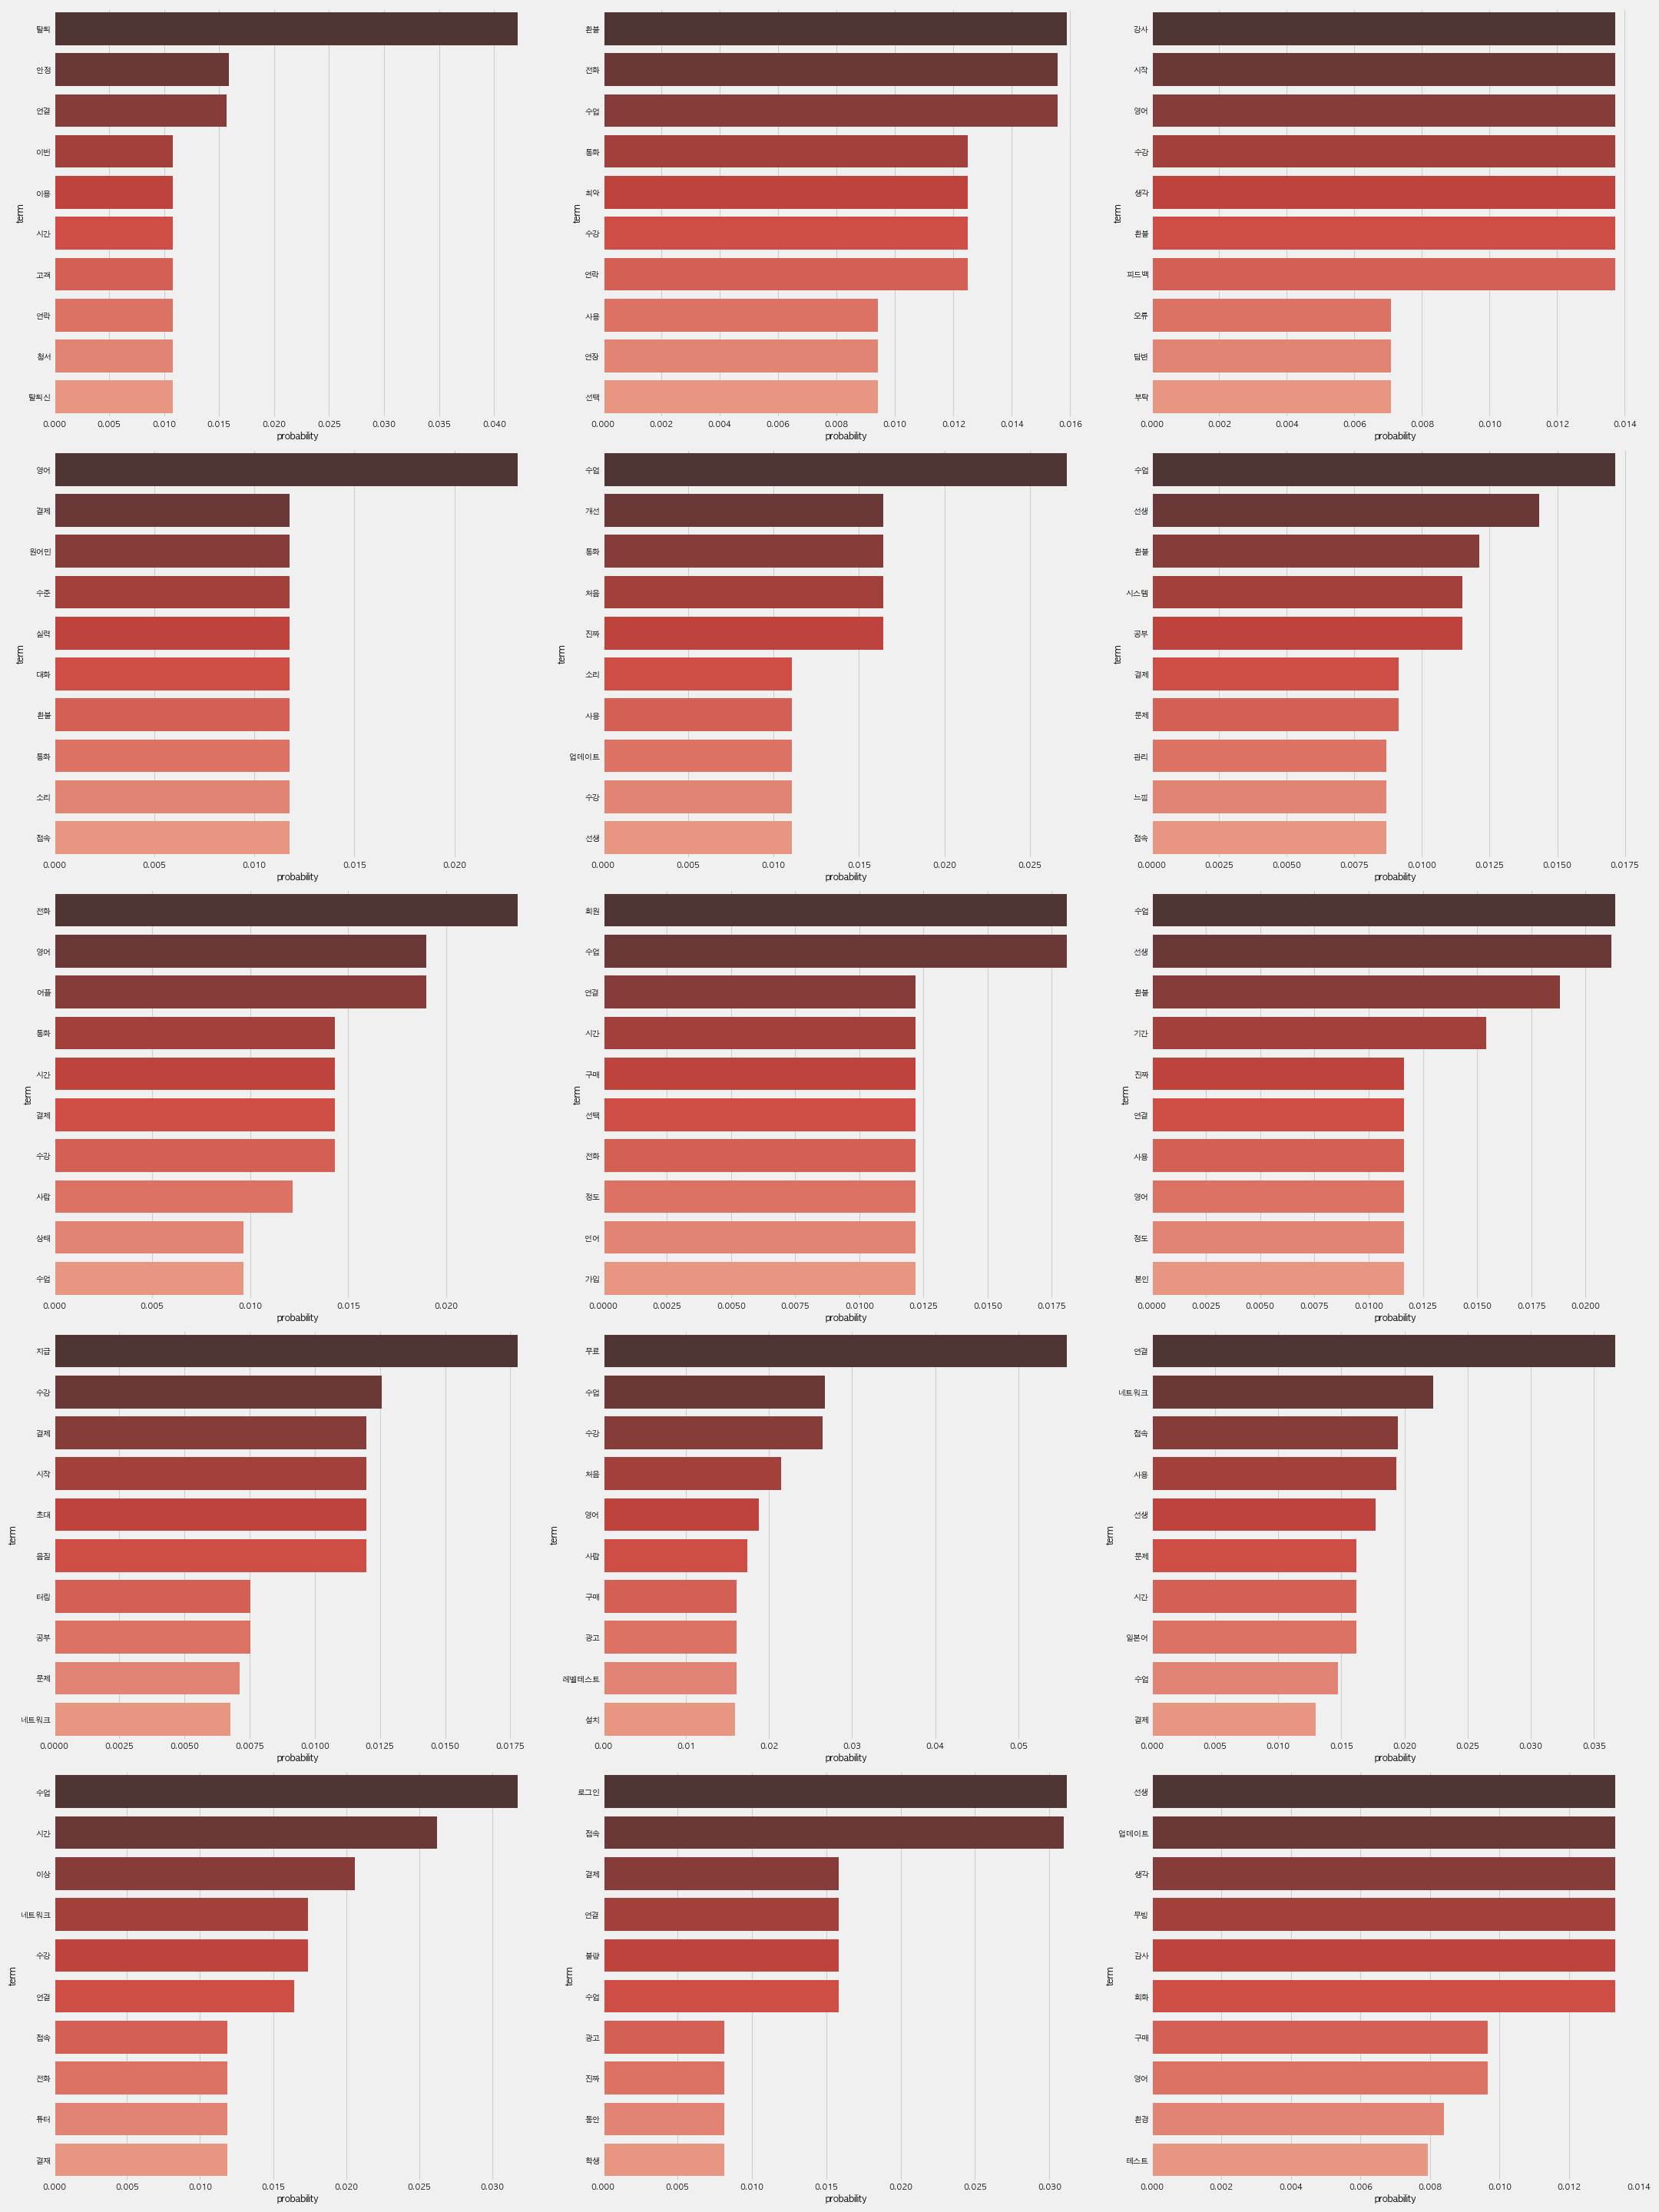 탈퇴
안정
연결
이번
이용
시간
고객
연락
첨서
탈퇴신
term
0.000 0.005 0.010 0.015 0.020 0.025 0.030 0.035 0.040
probability
환불
전화
수업
통화
최악
수강
연락
사용
연장
선택
term
0.000 0.002 0.004 0.006 0.008 0.010 0.012 0.014 0.016
probability
강사
시작
영어
수강
생각
환불
피드백
오류
답변
부탁
term
0.000 0.002 0.004 0.006 0.008 0.010 0.012 0.014
probability
영어
결제
원어민
수준
실력
대화
환불
통화
소리
접속
term
0.000 0.005 0.010 0.015 0.020
probability
수업
개선
통화
처음
진짜
소리
사용
업데이트
수강
선생
term
0.000 0.005 0.010 0.015 0.020 0.025
probability
수업
선생
환불
시스템
공부
결제
문제
관리
느낌
접속
term
0.0000 0.0025 0.0050 0.0075 0.0100 0.0125 0.0150 0.0175
probability
전화
영어
어플
통화
시간
결제
수강
사람
상태
수업
term
0.000 0.005 0.010 0.015 0.020
probability
회원
수업
연결
시간
구매
선택
전화
정도
언어
가입
term
0.0000 0.0025 0.0050 0.0075 0.0100 0.0125 0.0150 0.0175
probability
수업
선생
환불
기간
진짜
연결
사용
영어
정도
본인
term
0.0000 0.0025 0.0050 0.0075 0.0100 0.0125 0.0150 0.0175 0.0200
probability
지급
수강
결제
시작
초대
음질
터링
공부
문제
네트워크
term
0.0000 0.0025 0.0050 0.0075 0.0100 0.0125 0.0150 0.0175
probability
무료
수업
수강
처음
영어
사람
구매
광고
레벨테스트
설치
term
0.00 0.01 0.02 0.03 0.04 0.05
probability
연결
네트워크
접속
사용
선생
문제
시간
일본어
수업
결제
term
0.000 0.005 0.010 0.015 0.020 0.025 0.030 0.035
probability
수업
시간
이상
네트워크
수강
연결
접속
전화
튜터
결재
term
0.000 0.005 0.010 0.015 0.020 0.025 0.030
probability
로그인
접속
결제
연결
불량
수업
광고
진짜
동안
학생
term
0.000 0.005 0.010 0.015 0.020 0.025 0.030
probability
선생
업데이트
생각
무빙
감사
회화
구매
영어
환경
테스트
term
0.000 0.002 0.004 0.006 0.008 0.010 0.012 0.014
probability